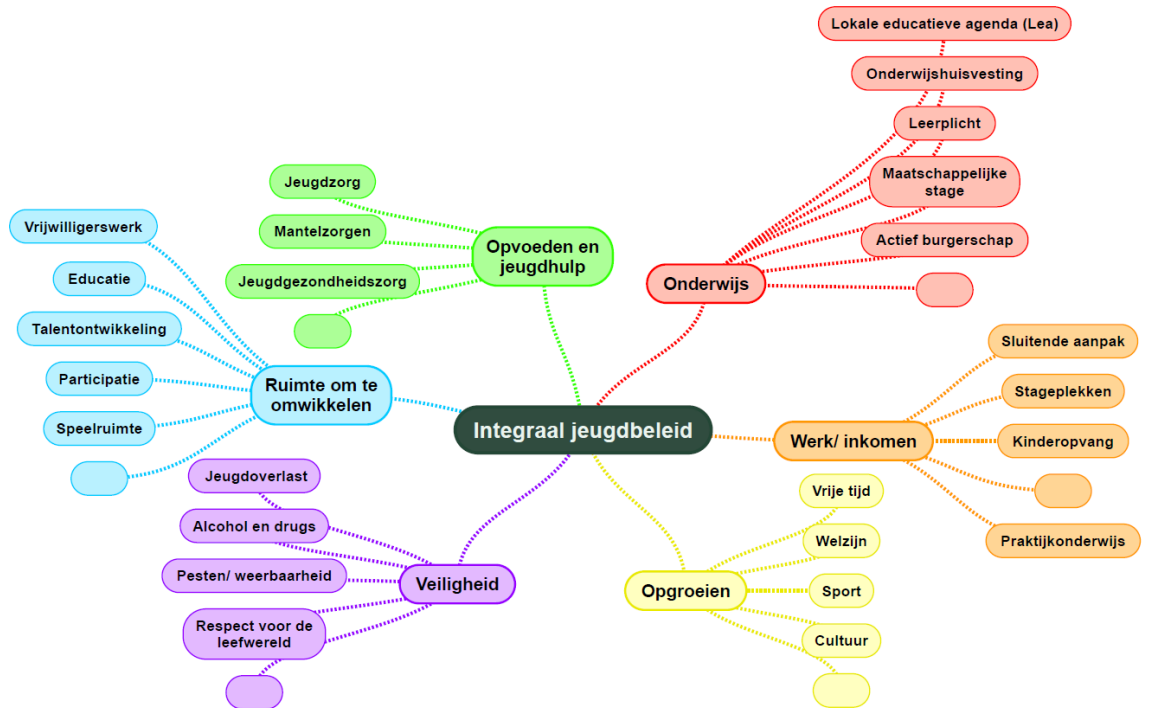 Integraal jeugdbeleid
Opvoeden en
jeugdhulp
Jeugdzorg
Mantelzorgen
Jeugdgezondheidszorg
Onderwijs
Lokale educatieve agenda (Lea)
Onderwijshuisvesting
Leerplicht
Maatschappelijke
stage
Actief burgerschap
Werk/ inkomen
Sluitende aanpak
Stageplekken
Kinderopvang
Praktijkonderwijs
Opgroeien
Vrije tijd
Welzijn
Sport
Cultuur
Veiligheid
Jeugdoverlast
Alcohol en drugs
Pesten/ weerbaarheid
Respect voor de
leefwereld
Ruimte om te
omwikkelen
Vrijwilligerswerk
Educatie
Talentontwikkeling
Participatie
Speelruimte